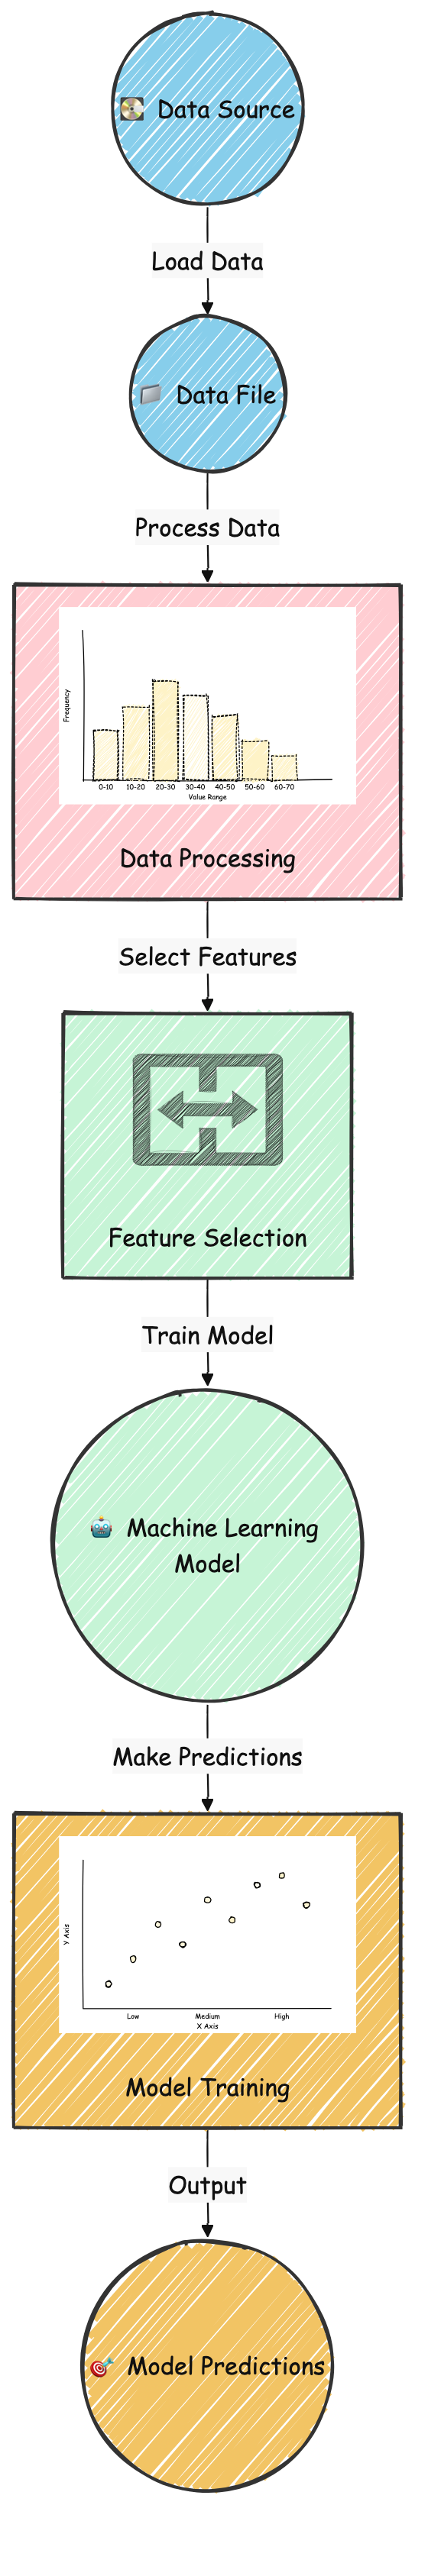 Data Source
Load Data
Data File
Process Data
Frequency
0-10 10-20 20-30 30-40 40-50 50-60 60-70
Value Range
Data Processing
Select Features
Feature Selection
Train Model
Machine Learning
Model
Make Predictions
Y Axis
Low Medium High
X Axis
Model Training
Output
Model Predictions